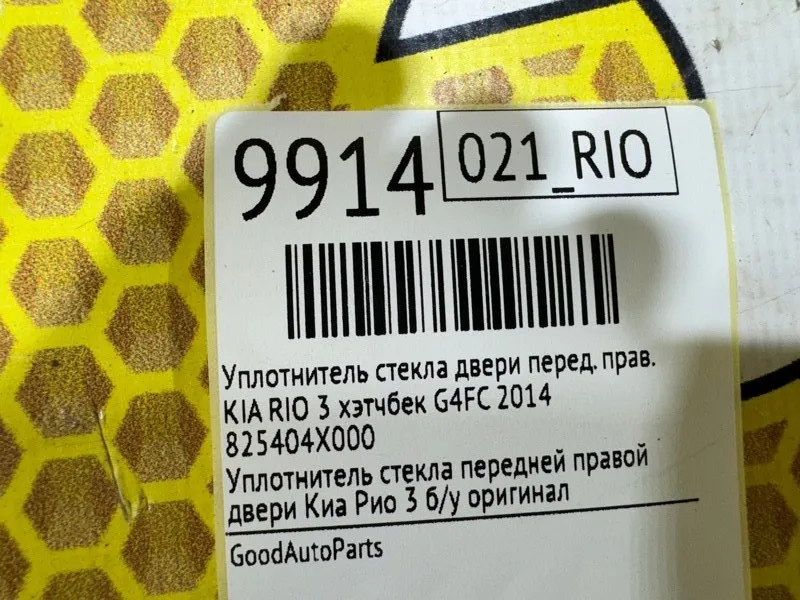 9914 021_RIO
Уплотнитель стекла двери перед. прав.
KIA RIO 3 хэтчбек G4FC 2014
825404X000
Уплотнитель стекла передней правой
двери Киа Рио 3 б/у оригинал
GoodAutoParts